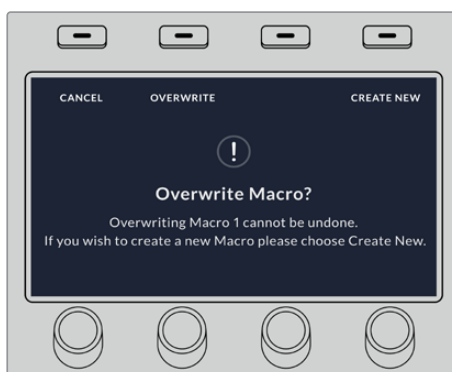 CANCEL OVERWRITE CREATE NEW
!
Overwrite Macro?
Overwriting Macro 1 cannot be undone.
If you wish to create a new Macro please choose Create New.